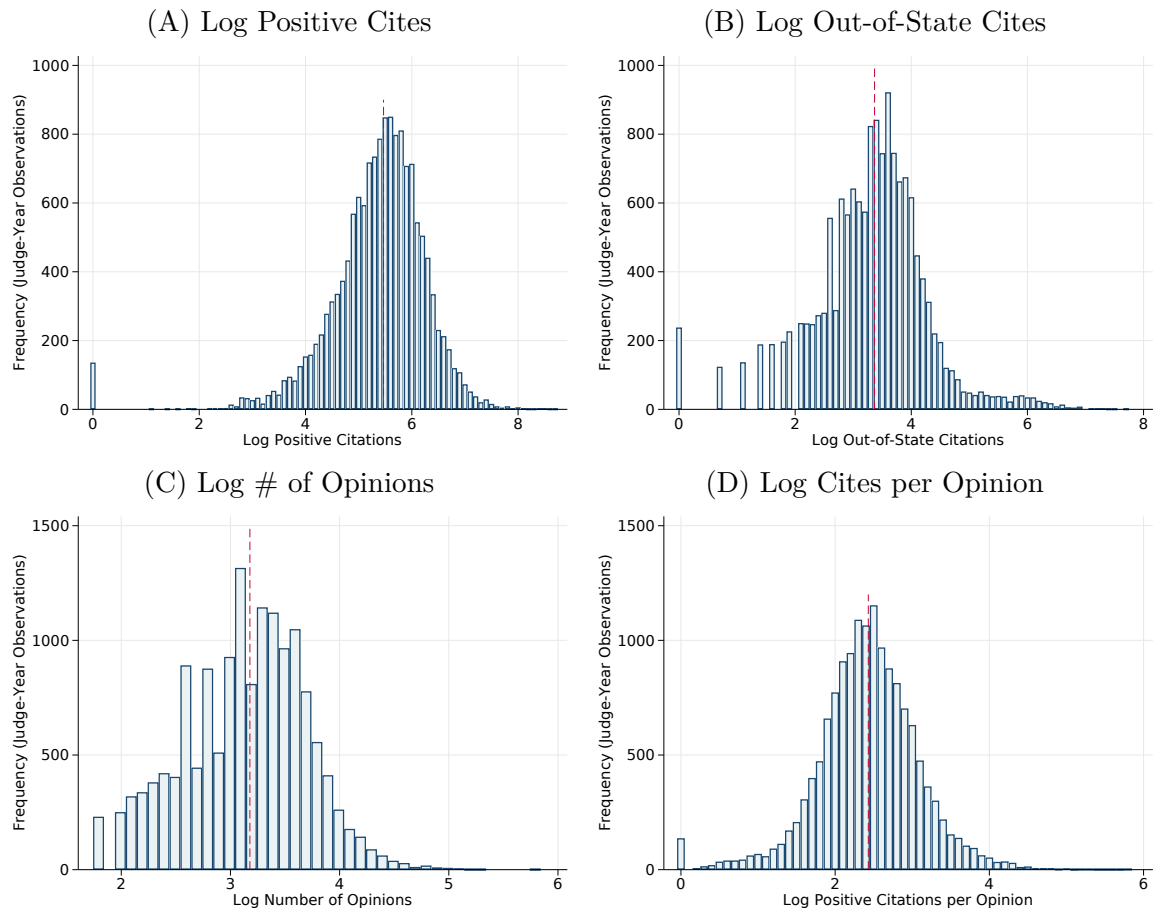 (A) Log Positive Cites
Frequency (Judge-Year Observations)
1000
800
600
400
200
0
0 2 4 6 8
Log Positive Citations
(B) Log Out-of-State Cites
Frequency (Judge-Year Observations)
1000
800
600
400
200
0
0 2 4 6 8
Log Out-of-State Citations
(C) Log # of Opinions
Frequency (Judge-Year Observations)
1500
1000
500
0
2 3 4 5 6
Log Number of Opinions
(D) Log Cites per Opinion
Frequency (Judge-Year Observations)
1500
1000
500
0
0 2 4 6
Log Positive Citations per Opinion